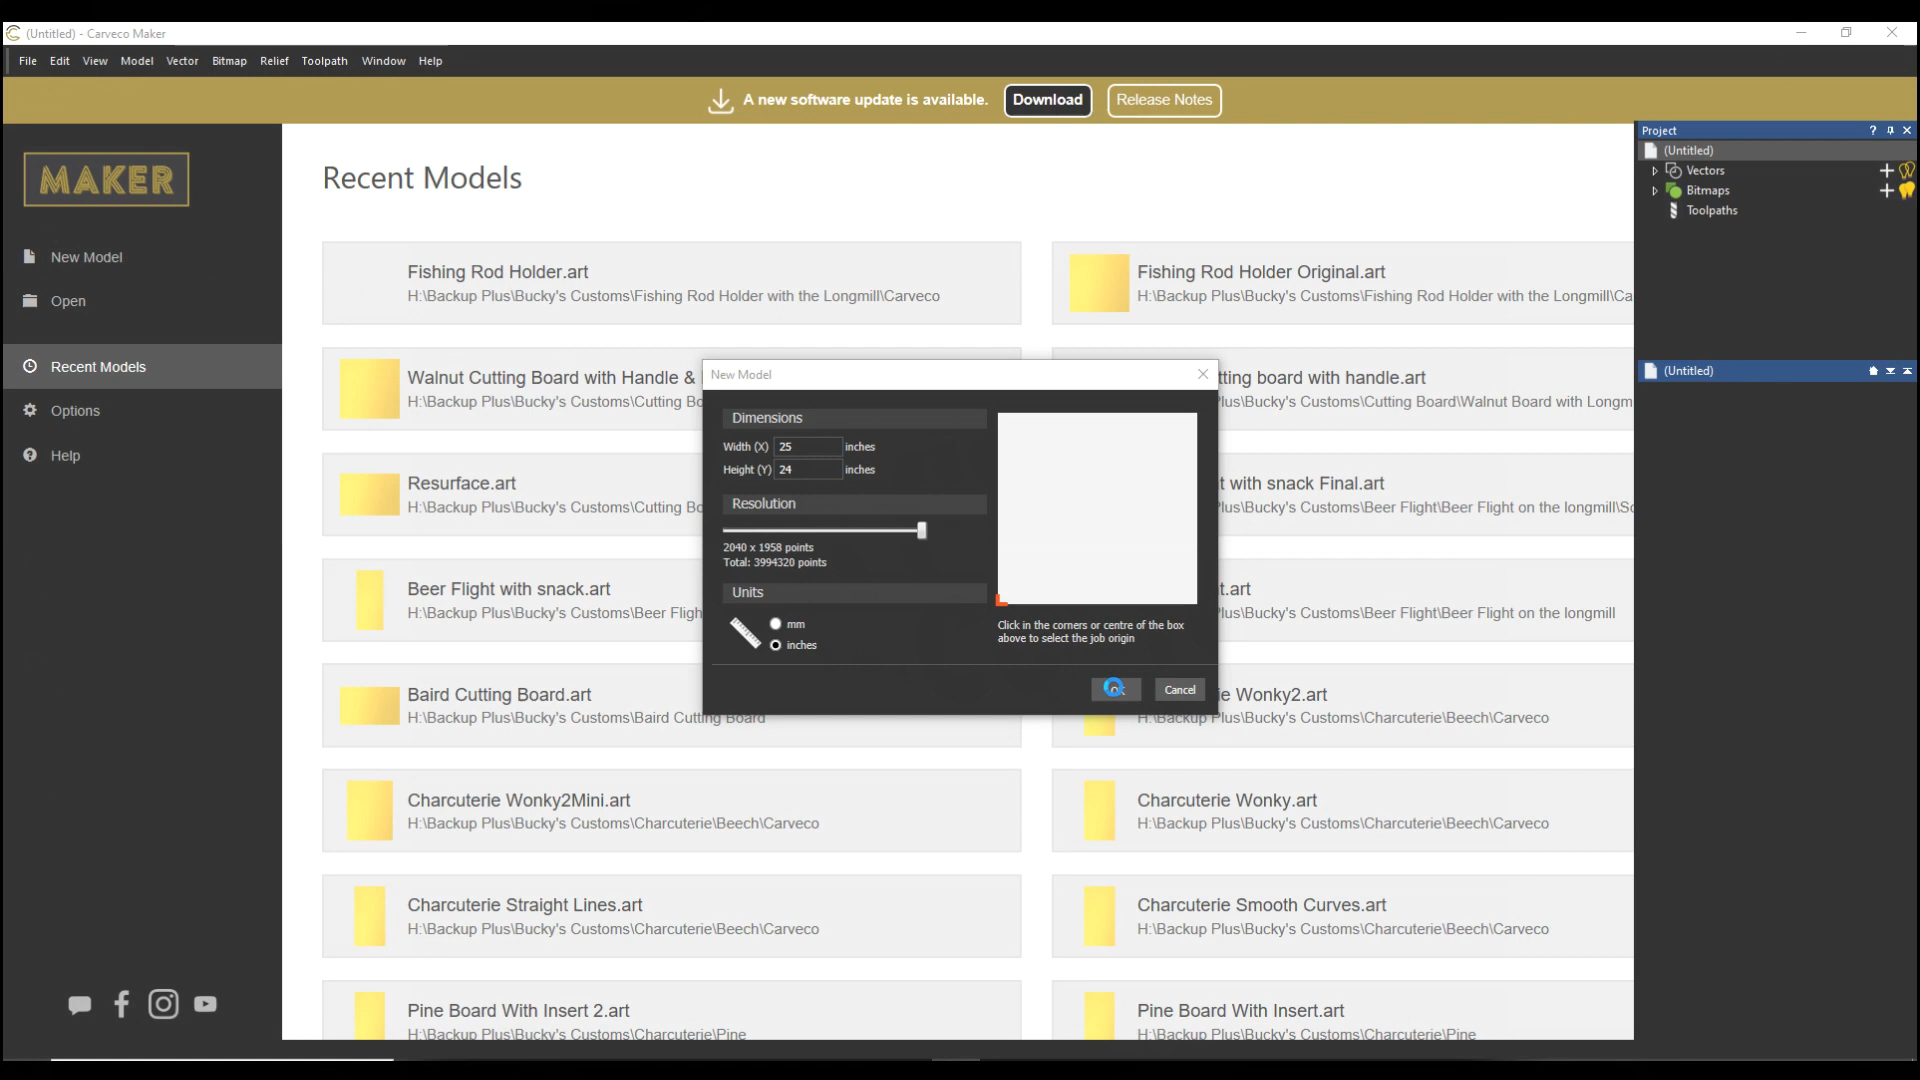 (Untitled) - Carveco Maker
File Edit View Model Vector Bitmap Relief Toolpath Window Help
A new software update is available. Download Release Notes
MAKER
New Model
Open
Recent Models
Options
Help
Recent Models
Fishing Rod Holder.art
H:\Backup Plus\Bucky's Customs\Fishing Rod Holder with the Longmill\Carveco
Fishing Rod Holder Original.art
H:\Backup Plus\Bucky's Customs\Fishing Rod Holder with the Longmill\Ca
Walnut Cutting Board with Handle &
H:\Backup Plus\Bucky's Customs\Cutting Bo
tting board with handle.art
lus\Bucky's Customs\Cutting Board\Walnut Board with Longm
Resurface.art
H:\Backup Plus\Bucky's Customs\Cutting Bo
t with snack Final.art
lus\Bucky's Customs\Beer Flight\Beer Flight on the longmill\Sc
Beer Flight with snack.art
H:\Backup Plus\Bucky's Customs\Beer Fligh
t.art
lus\Bucky's Customs\Beer Flight\Beer Flight on the longmill
Baird Cutting Board.art
H:\Backup Plus\Bucky's Customs\Baird Cutting Board
ie Wonky2.art
H:\Backup Plus\Bucky's Customs\Charcuterie\Beech\Carveco
Charcuterie Wonky2Mini.art
H:\Backup Plus\Bucky's Customs\Charcuterie\Beech\Carveco
Charcuterie Wonky.art
H:\Backup Plus\Bucky's Customs\Charcuterie\Beech\Carveco
Charcuterie Straight Lines.art
H:\Backup Plus\Bucky's Customs\Charcuterie\Beech\Carveco
Charcuterie Smooth Curves.art
H:\Backup Plus\Bucky's Customs\Charcuterie\Beech\Carveco
Pine Board With Insert 2.art
H:\Backup Plus\Bucky's Customs\Charcuterie\Pine
Pine Board With Insert.art
H:\Backup Plus\Bucky's Customs\Charcuterie\Pine
New Model
Dimensions
Width (X) 25 inches
Height (Y) 24 inches
Resolution
2040 x 1958 points
Total: 3994320 points
Units
mm
inches
Click in the corners or centre of the box
above to select the job origin
Cancel
Project
(Untitled)
Vectors
Bitmaps
Toolpaths
(Untitled)